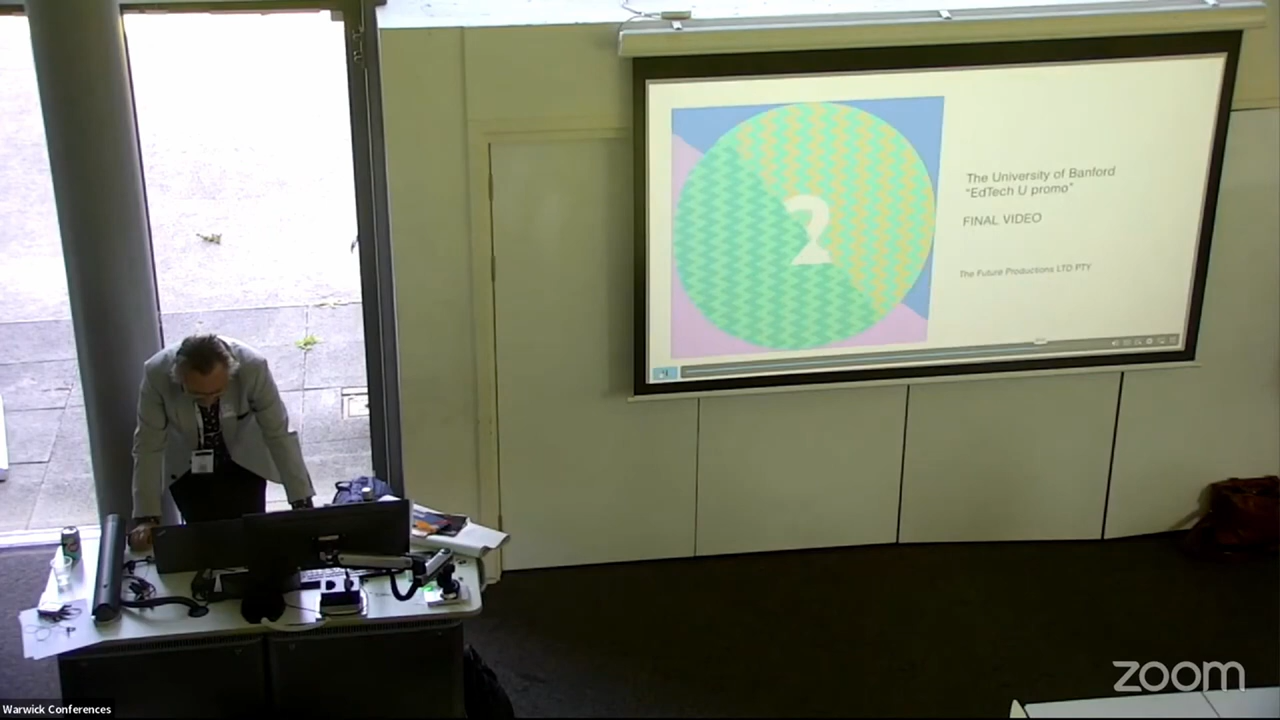 2
The University of Banford
"EdTech U promo"
FINAL VIDEO
The Future Productions LTD PTY
zoom
Warwick Conferences